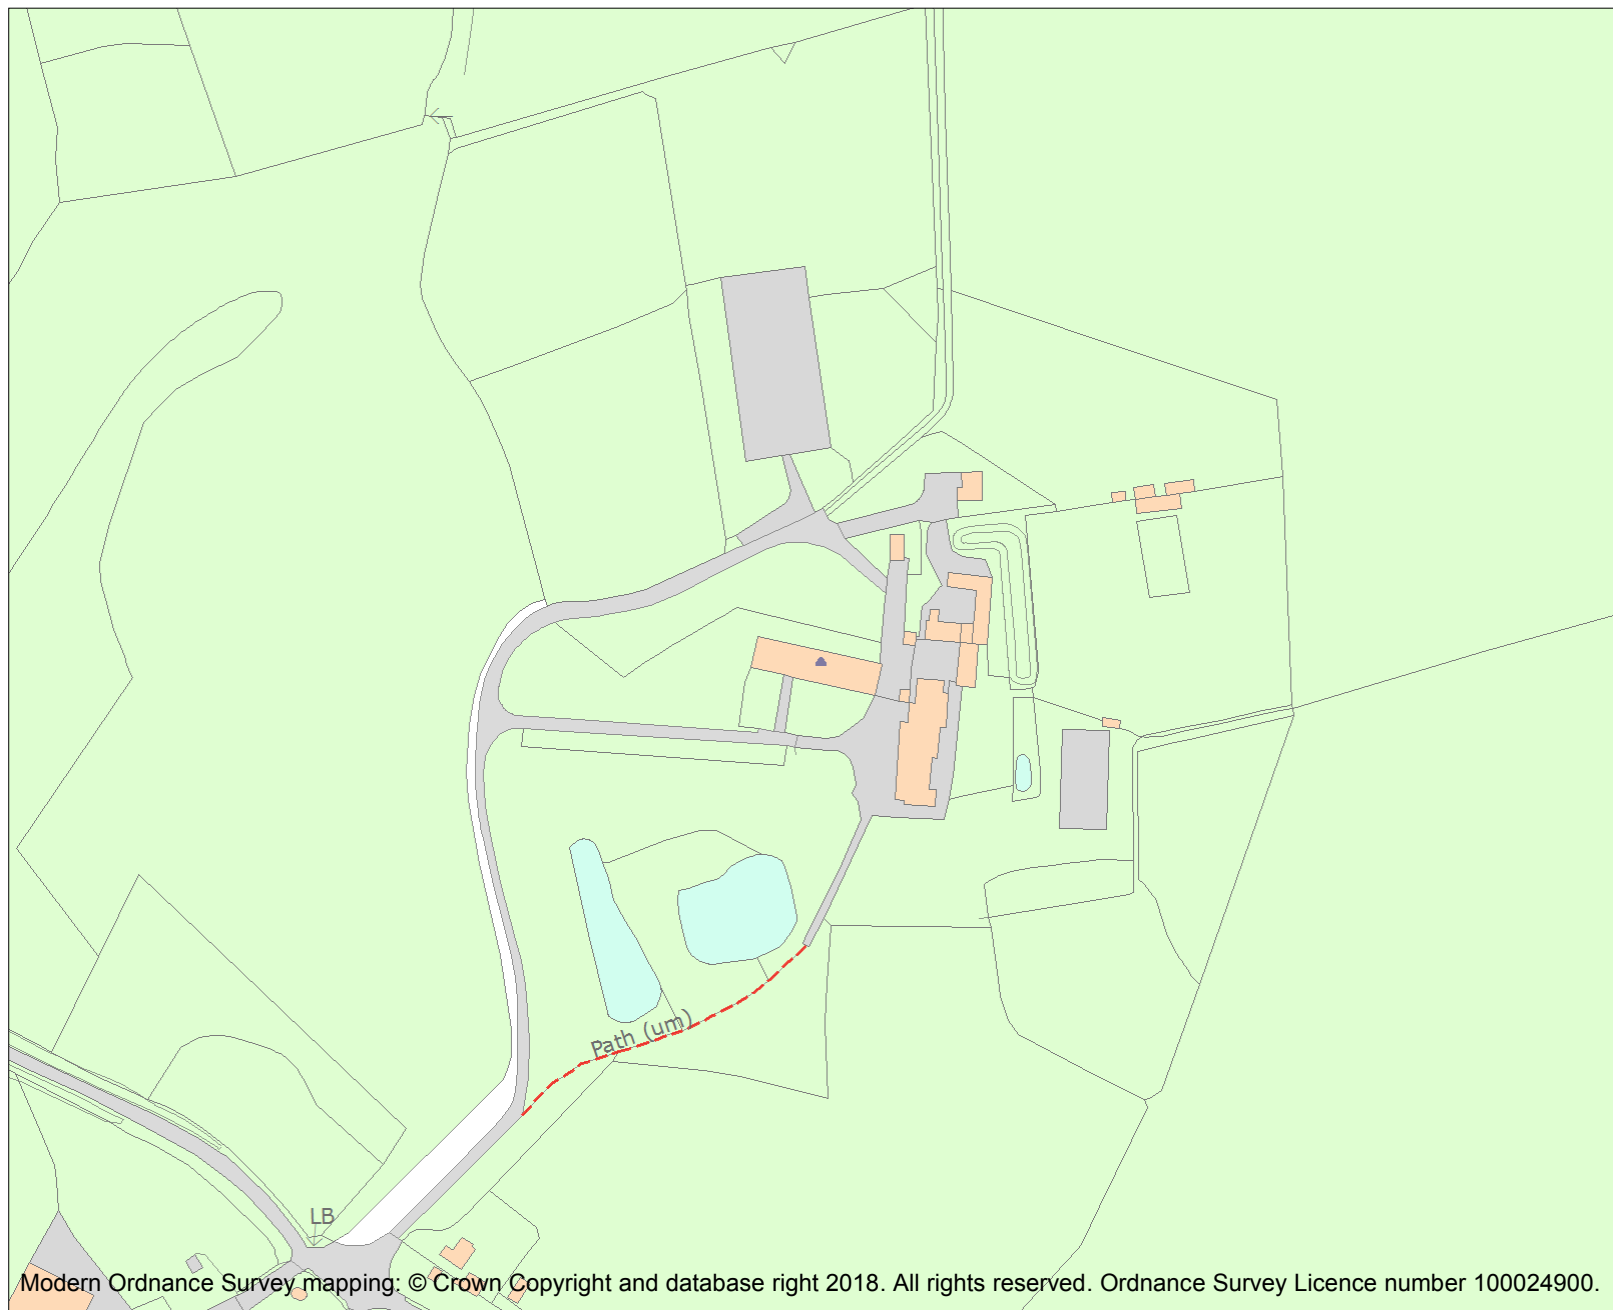 Path (um)
LB
Modern Ordnance Survey mapping: © Crown Copyright and database right 2018. All rights reserved. Ordnance Survey Licence number 100024900.